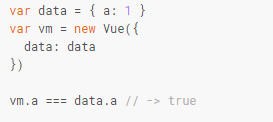 var data = { a: 1 }
var vm = new Vue({
  data: data
})
vm.a === data.a // -> true